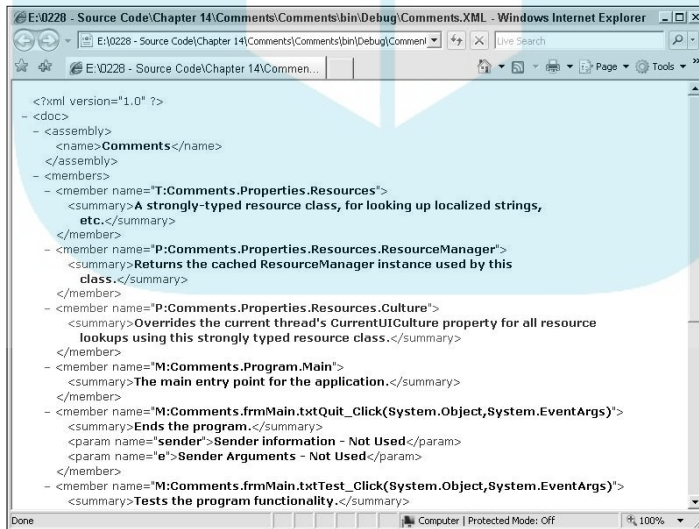 E:\0228 - Source Code\Chapter 14\Comments\Comments\bin\Debug\Comments.XML - Windows Internet Explorer
E:\0228 - Source Code\Chapter 14\Comments\Comments\bin\Debug\Comment
Live Search
E:\0228 - Source Code\Chapter 14\Commen...
Page
Tools
<?xml version="1.0" ?>
- <doc>
- <assembly>
<name>Comments</name>
</assembly>
- <members>
- <member name="T:Comments.Properties.Resources">
<summary>A strongly-typed resource class, for looking up localized strings,
etc.</summary>
</member>
- <member name="P:Comments.Properties.Resources.ResourceManager">
<summary>Returns the cached ResourceManager instance used by this
class.</summary>
</member>
- <member name="P:Comments.Properties.Resources.Culture">
<summary>Overrides the current thread's CurrentUICulture property for all resource
lookups using this strongly typed resource class.</summary>
</member>
- <member name="M:Comments.Program.Main">
<summary>The main entry point for the application.</summary>
</member>
- <member name="M:Comments.frmMain.txtQuit_Click(System.Object,System.EventArgs)">
<summary>Ends the program.</summary>
<param name="sender">Sender information - Not Used</param>
<param name="e">Sender Arguments - Not Used</param>
</member>
- <member name="M:Comments.frmMain.txtTest_Click(System.Object,System.EventArgs)">
<summary>Tests the program functionality.</summary>
Done
Computer | Protected Mode: Off
100%